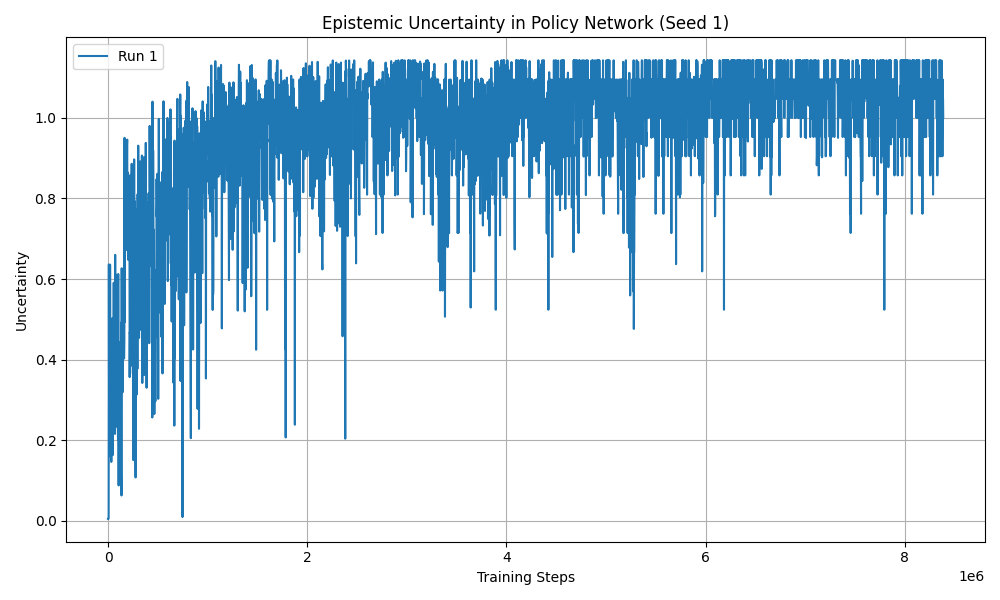 Epistemic Uncertainty in Policy Network (Seed 1)
Run 1
Uncertainty
1.0
0.8
0.6
0.4
0.2
0.0
0 2 4 6 8
1e6
Training Steps